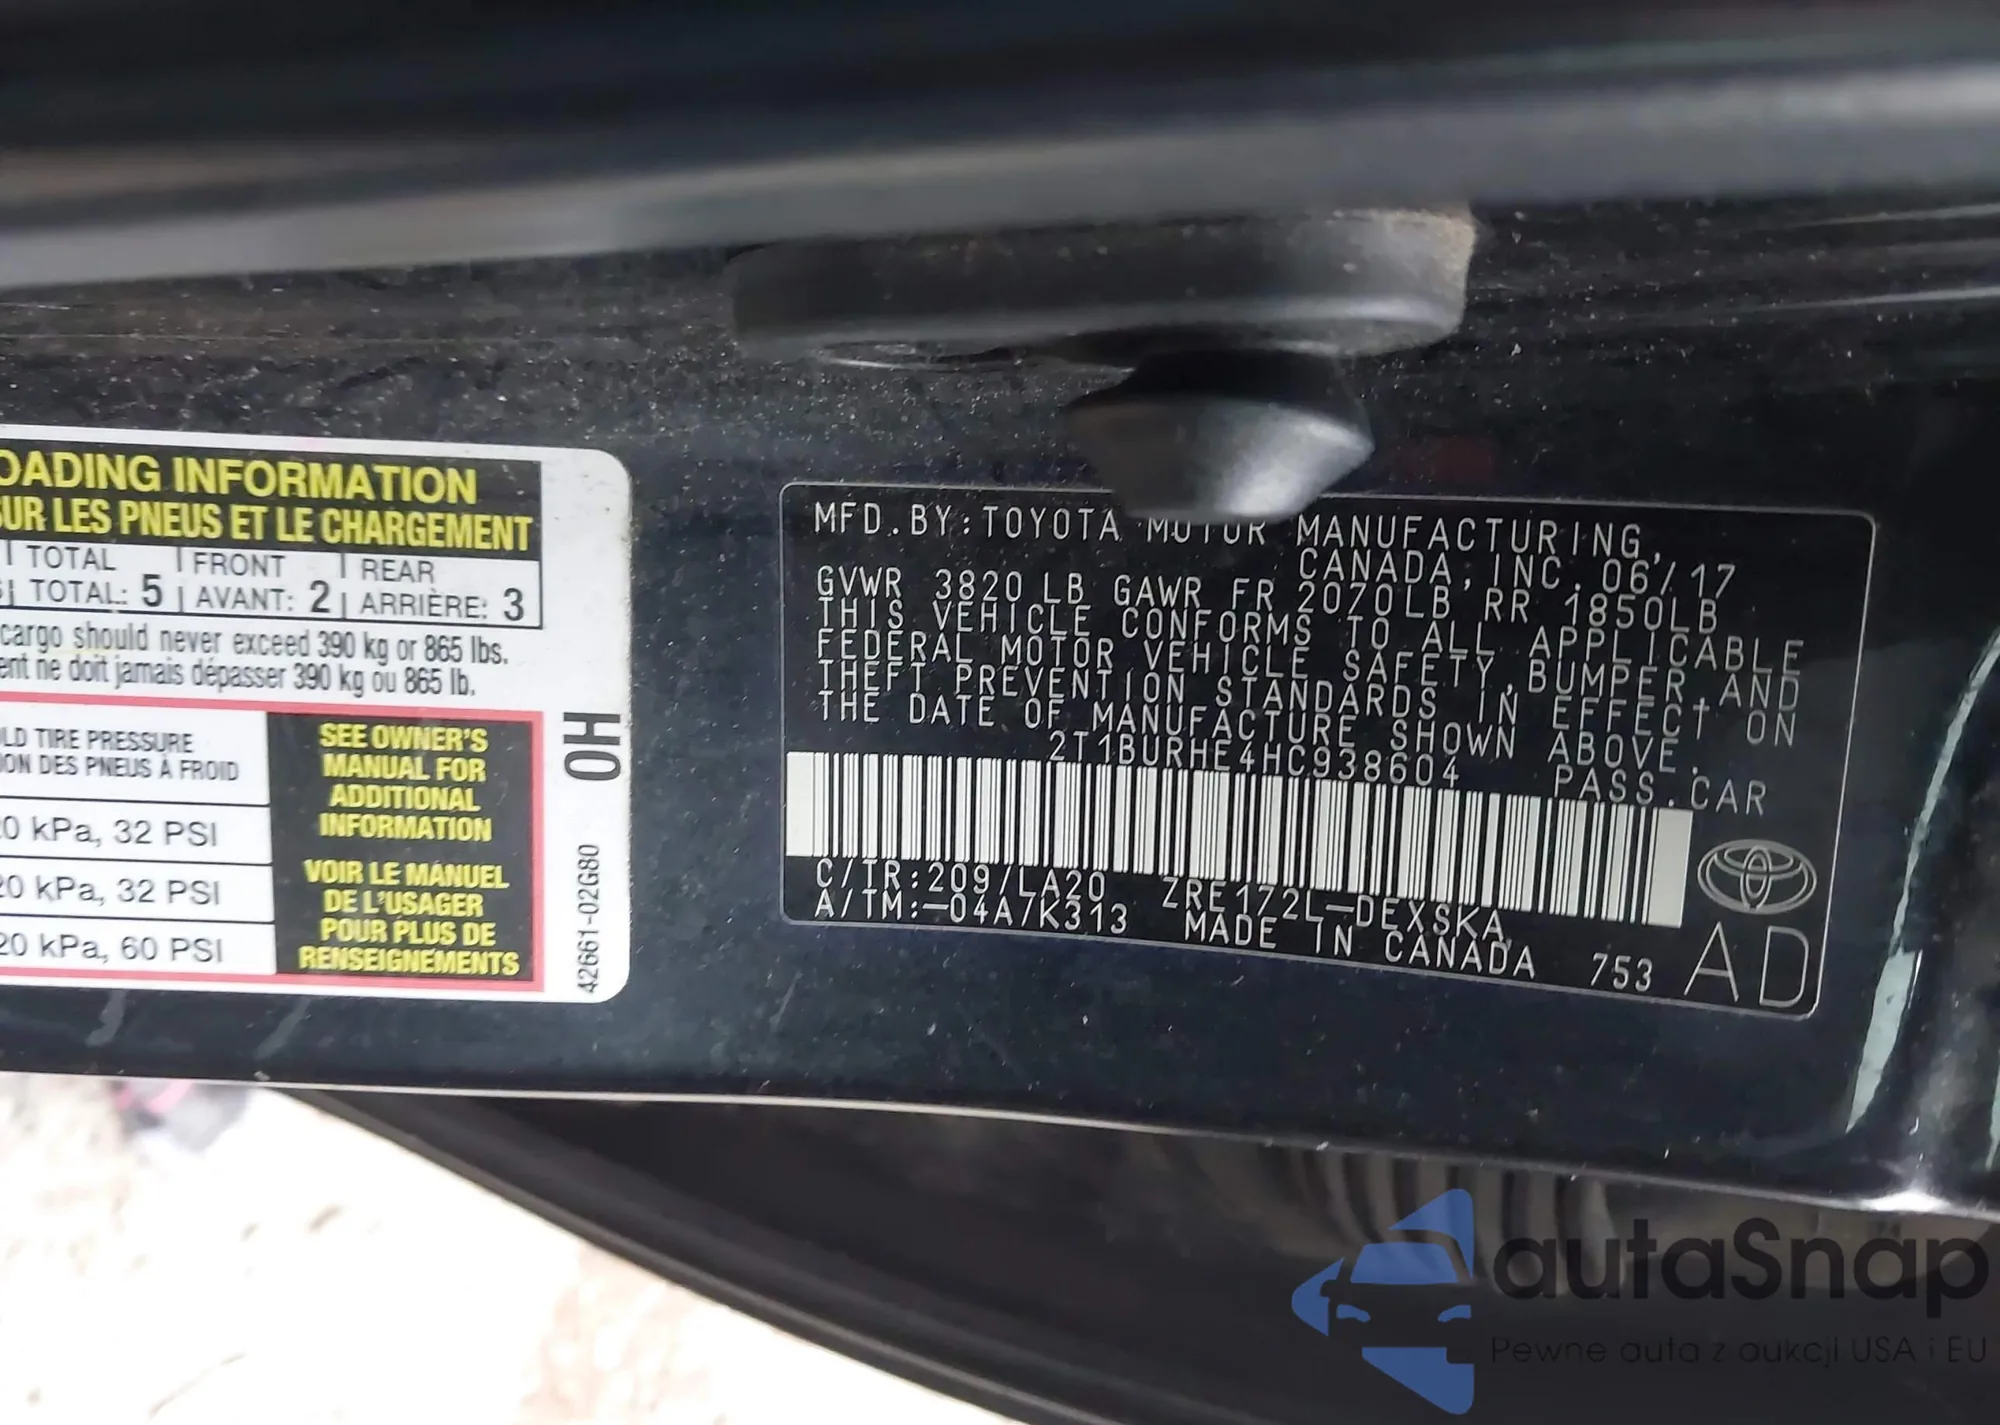 OADING INFORMATION
SUR LES PNEUS ET LE CHARGEMENT
TOTAL FRONT REAR
TOTAL: 5 AVANT: 2 ARRIÈRE: 3
cargo should never exceed 390 kg or 865 lbs.
ent ne doit jamais dépasser 390 kg ou 865 lb.
LD TIRE PRESSURE
ION DES PNEUS À FROID
20 kPa, 32 PSI
20 kPa, 32 PSI
20 kPa, 60 PSI
SEE OWNER'S
MANUAL FOR
ADDITIONAL
INFORMATION
VOIR LE MANUEL
DE L'USAGER
POUR PLUS DE
RENSEIGNEMENTS
0H
42661-02G80
MFD.BY:TOYOTA MOTOR MANUFACTURING,
CANADA, INC. 06/17
GVWR 3820 LB GAWR FR 2070LB RR 1850LB
THIS VEHICLE CONFORMS TO ALL APPLICABLE
FEDERAL MOTOR VEHICLE SAFETY, BUMPER, AND
THEFT PREVENTION STANDARDS IN EFFECT ON
THE DATE OF MANUFACTURE SHOWN ABOVE.
2T1BURHE4HC938604 PASS.CAR
C/TR:209/LA20 ZRE172L-DEXSKA
A/TM:-04A/K313 MADE IN CANADA 753 AD
autaSnap
Pewne auta z aukcji USA i EU